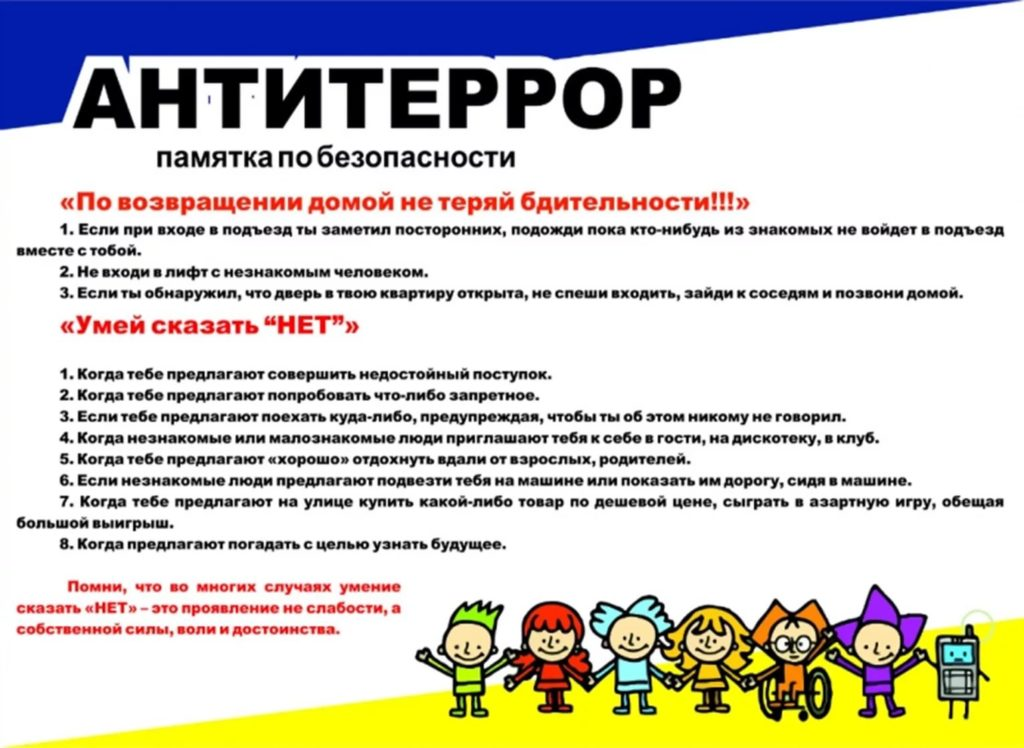 АНТИТЕРРОР
памятка по безопасности
«По возвращении домой не теряй бдительности!!!»
1. Если при входе в подъезд ты заметил посторонних, подожди пока кто-нибудь из знакомых не войдет в подъезд
вместе с тобой.
2. Не входи в лифт с незнакомым человеком.
3. Если ты обнаружил, что дверь в твою квартиру открыта, не спеши входить, зайди к соседям и позвони домой.
«Умей сказать “НЕТ”»
1. Когда тебе предлагают совершить недостойный поступок.
2. Когда тебе предлагают попробовать что-либо запретное.
3. Если тебе предлагают поехать куда-либо, предупреждая, чтобы ты об этом никому не говорил.
4. Когда незнакомые или малознакомые люди приглашают тебя к себе в гости, на дискотеку, в клуб.
5. Когда тебе предлагают «хорошо» отдохнуть вдали от взрослых, родителей.
6. Если незнакомые люди предлагают подвезти тебя на машине или показать им дорогу, сидя в машине.
7. Когда тебе предлагают на улице купить какой-либо товар по дешевой цене, сыграть в азартную игру, обещая
большой выигрыш.
8. Когда предлагают погадать с целью узнать будущее.
Помни, что во многих случаях умение
сказать «НЕТ» – это проявление не слабости, а
собственной силы, воли и достоинства.